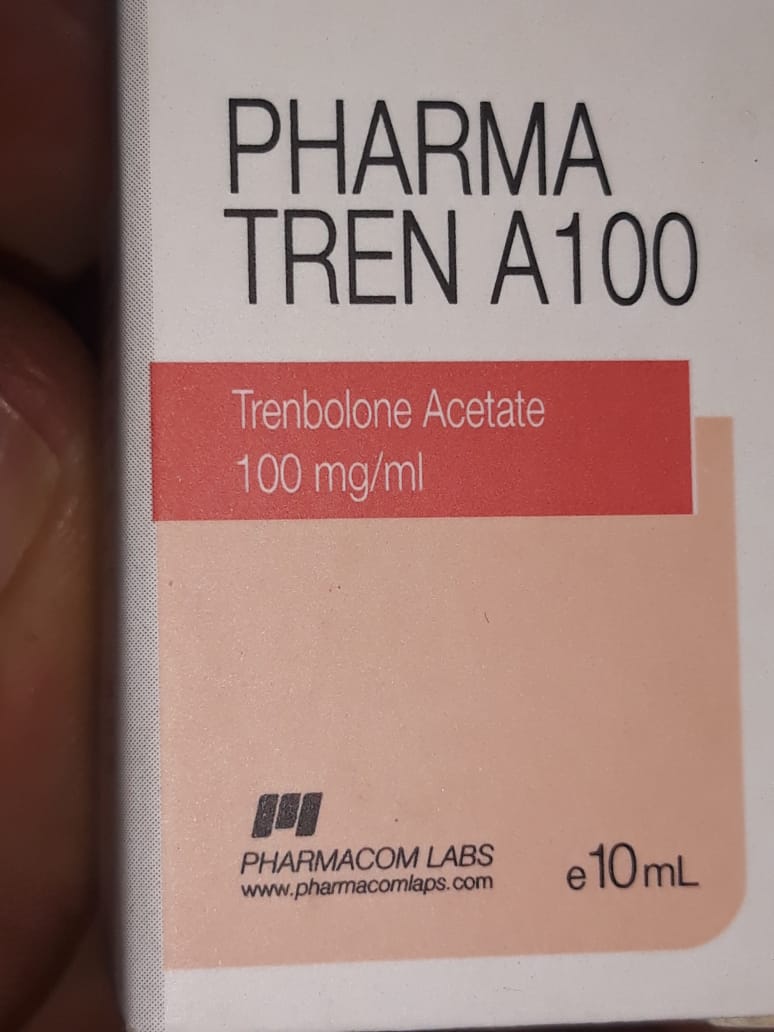 PHARMA
TREN A100
Trenbolone Acetate
100 mg/ml
PHARMACOM LABS
www.pharmacomlaps.com
e10mL